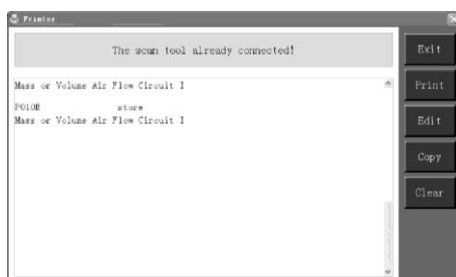 Printer
The scan tool already connected!
Mass or Volume Air Flow Circuit I
P010B store
Mass or Volume Air Flow Circuit I
Exit
Print
Edit
Copy
Clear